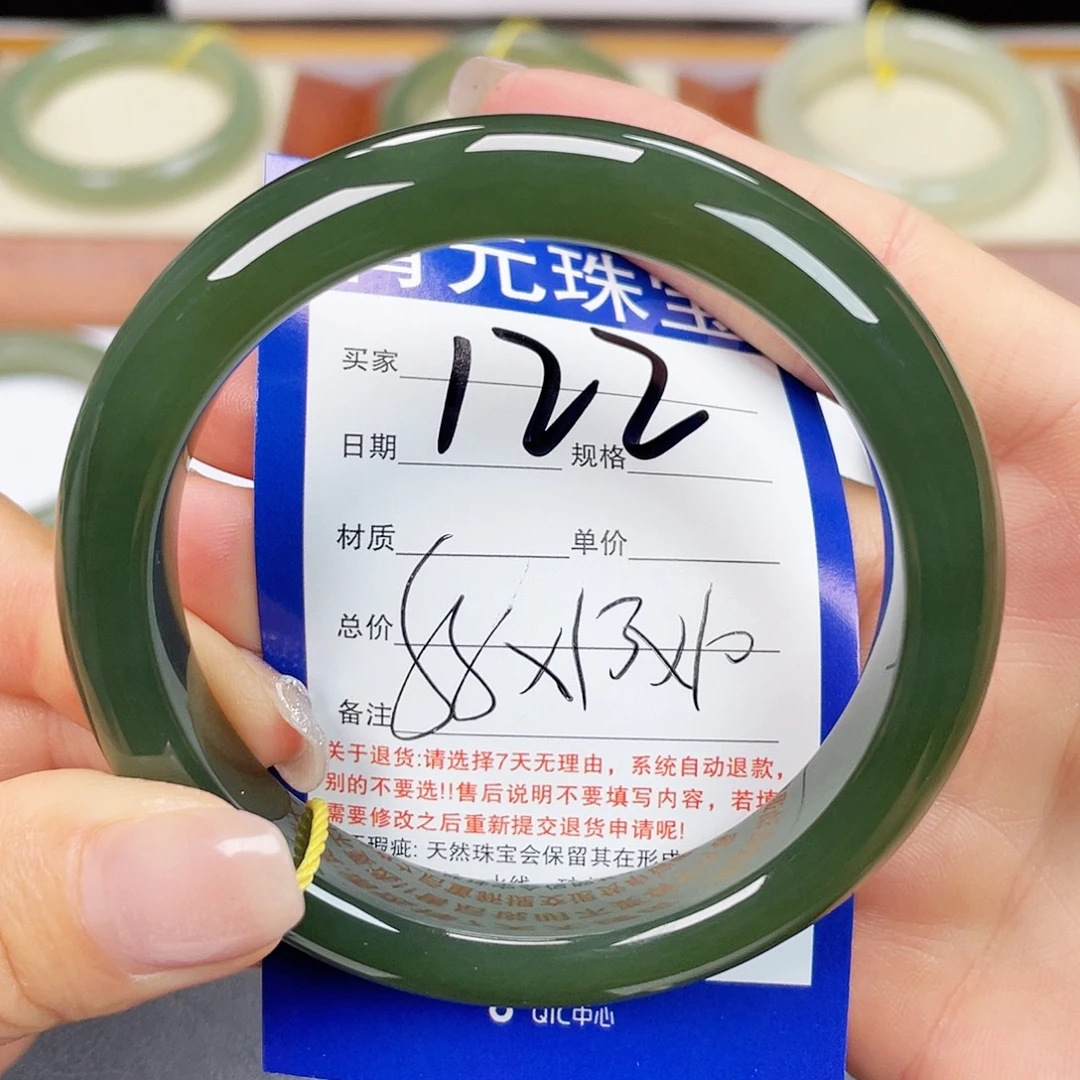 元珠宝
122
买家
日期 规格
材质 单价
总价
58x13x10
备注
关于退货:请选择7天无理由，系统自动退款，
别的不要选!!售后说明不要填写内容，若填
需要修改之后重新提交退货申请呢!
瑕疵: 天然珠宝会保留其在形成
QIC中心